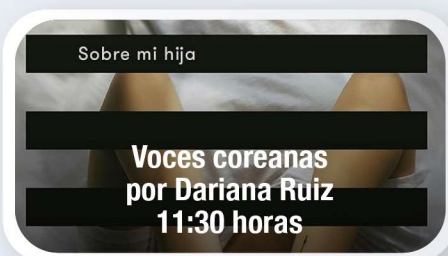 Sobre mi hija
Voces coreanas
por Dariana Ruiz
11:30 horas